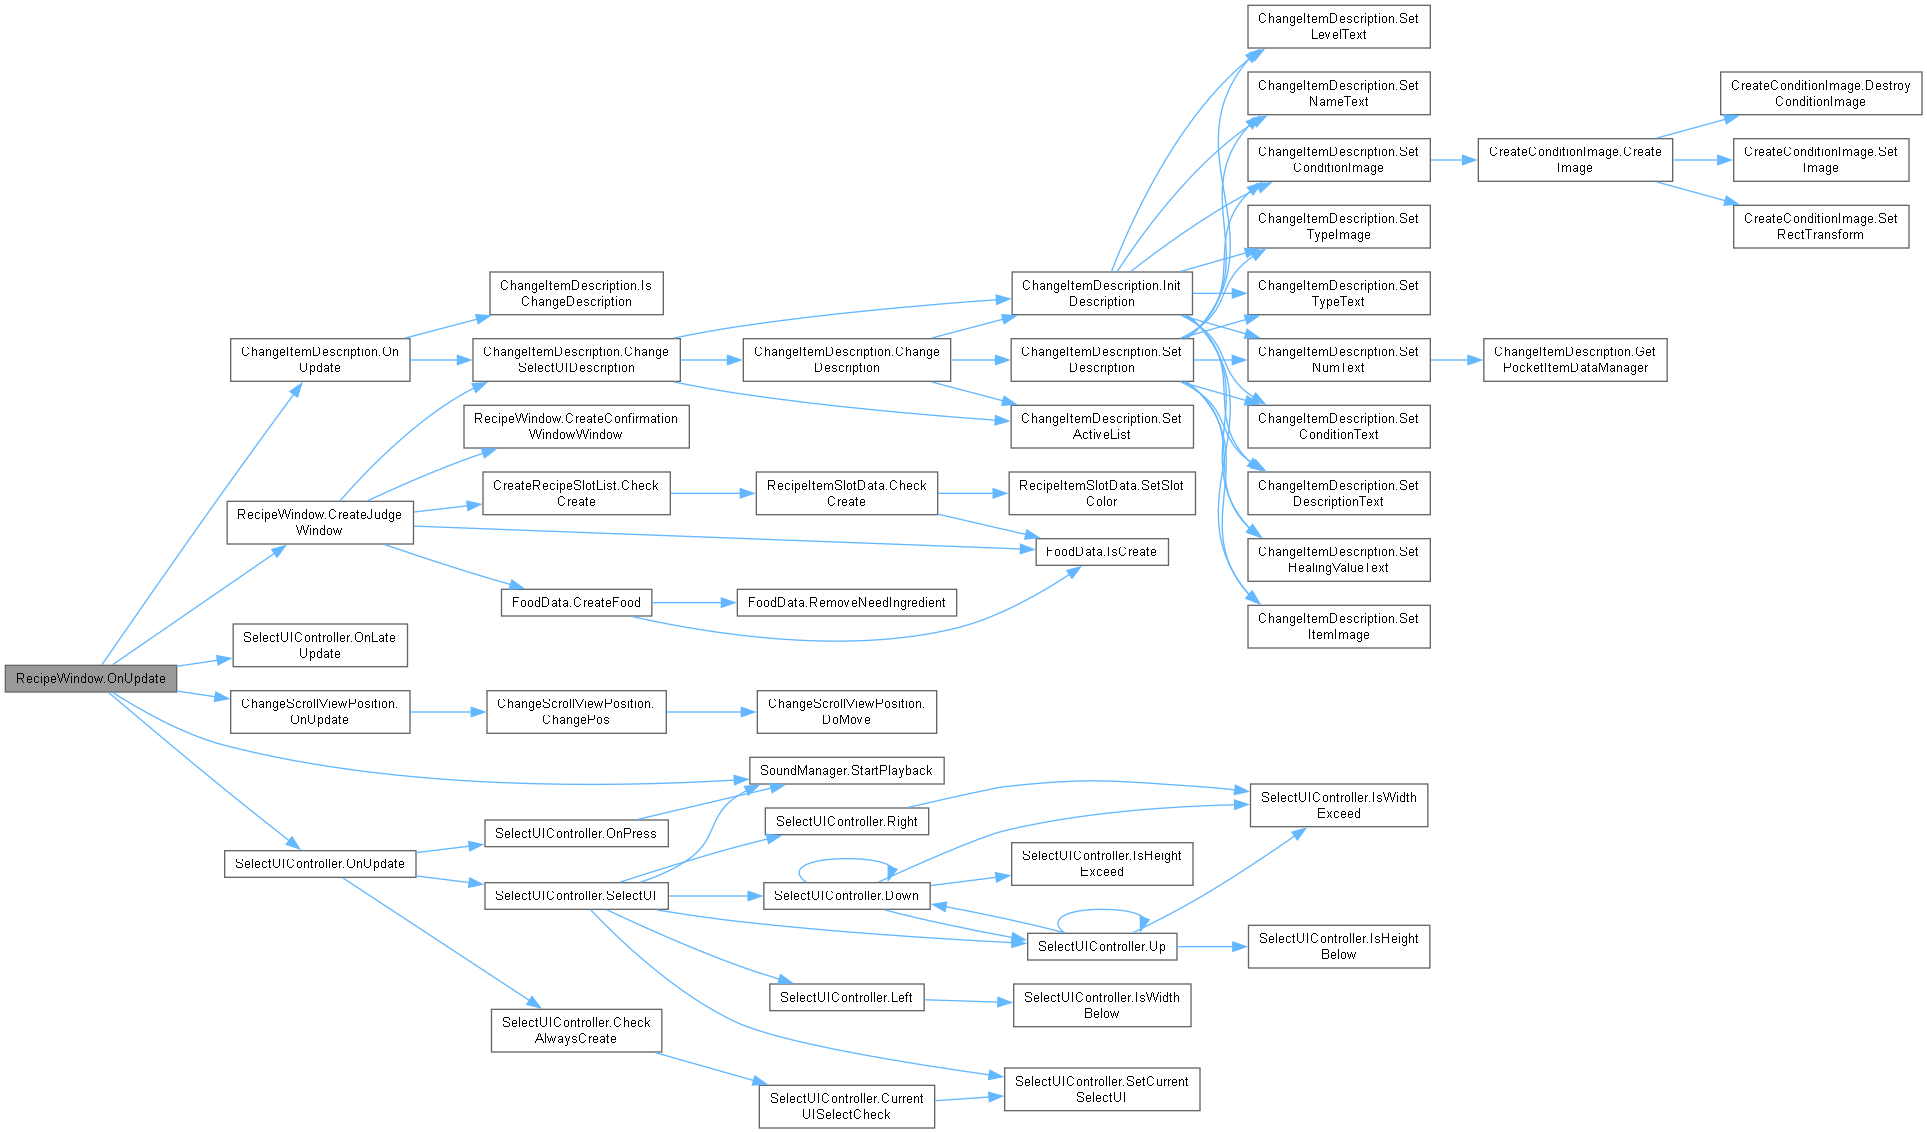 RecipeWindow.OnUpdate
ChangeItemDescription.On
Update
RecipeWindow.CreateJudge
Window
SelectUIController.OnLate
Update
ChangeScrollViewPosition.
OnUpdate
SelectUIController.OnUpdate
ChangeItemDescription.Is
ChangeDescription
ChangeItemDescription.Change
SelectUIDescription
RecipeWindow.CreateConfirmation
WindowWindow
CreateRecipeSlotList.Check
Create
FoodData.CreateFood
ChangeScrollViewPosition.
ChangePos
SelectUIController.OnPress
SelectUIController.SelectUI
SelectUIController.Check
AlwaysCreate
ChangeItemDescription.Change
Description
RecipeItemSlotData.Check
Create
FoodData.RemoveNeedIngredient
ChangeScrollViewPosition.
DoMove
SoundManager.StartPlayback
SelectUIController.Right
SelectUIController.Down
SelectUIController.Left
SelectUIController.Current
UISelectCheck
ChangeItemDescription.Init
Description
ChangeItemDescription.Set
Description
ChangeItemDescription.Set
ActiveList
RecipeItemSlotData.SetSlot
Color
FoodData.IsCreate
SelectUIController.IsHeight
Exceed
SelectUIController.Up
SelectUIController.IsWidth
Below
SelectUIController.SetCurrent
SelectUI
ChangeItemDescription.Set
LevelText
ChangeItemDescription.Set
NameText
ChangeItemDescription.Set
ConditionImage
ChangeItemDescription.Set
TypeImage
ChangeItemDescription.Set
TypeText
ChangeItemDescription.Set
NumText
ChangeItemDescription.Set
ConditionText
ChangeItemDescription.Set
DescriptionText
ChangeItemDescription.Set
HealingValueText
ChangeItemDescription.Set
ItemImage
SelectUIController.IsWidth
Exceed
SelectUIController.IsHeight
Below
CreateConditionImage.Create
Image
ChangeItemDescription.Get
PocketItemDataManager
CreateConditionImage.Destroy
ConditionImage
CreateConditionImage.Set
Image
CreateConditionImage.Set
RectTransform